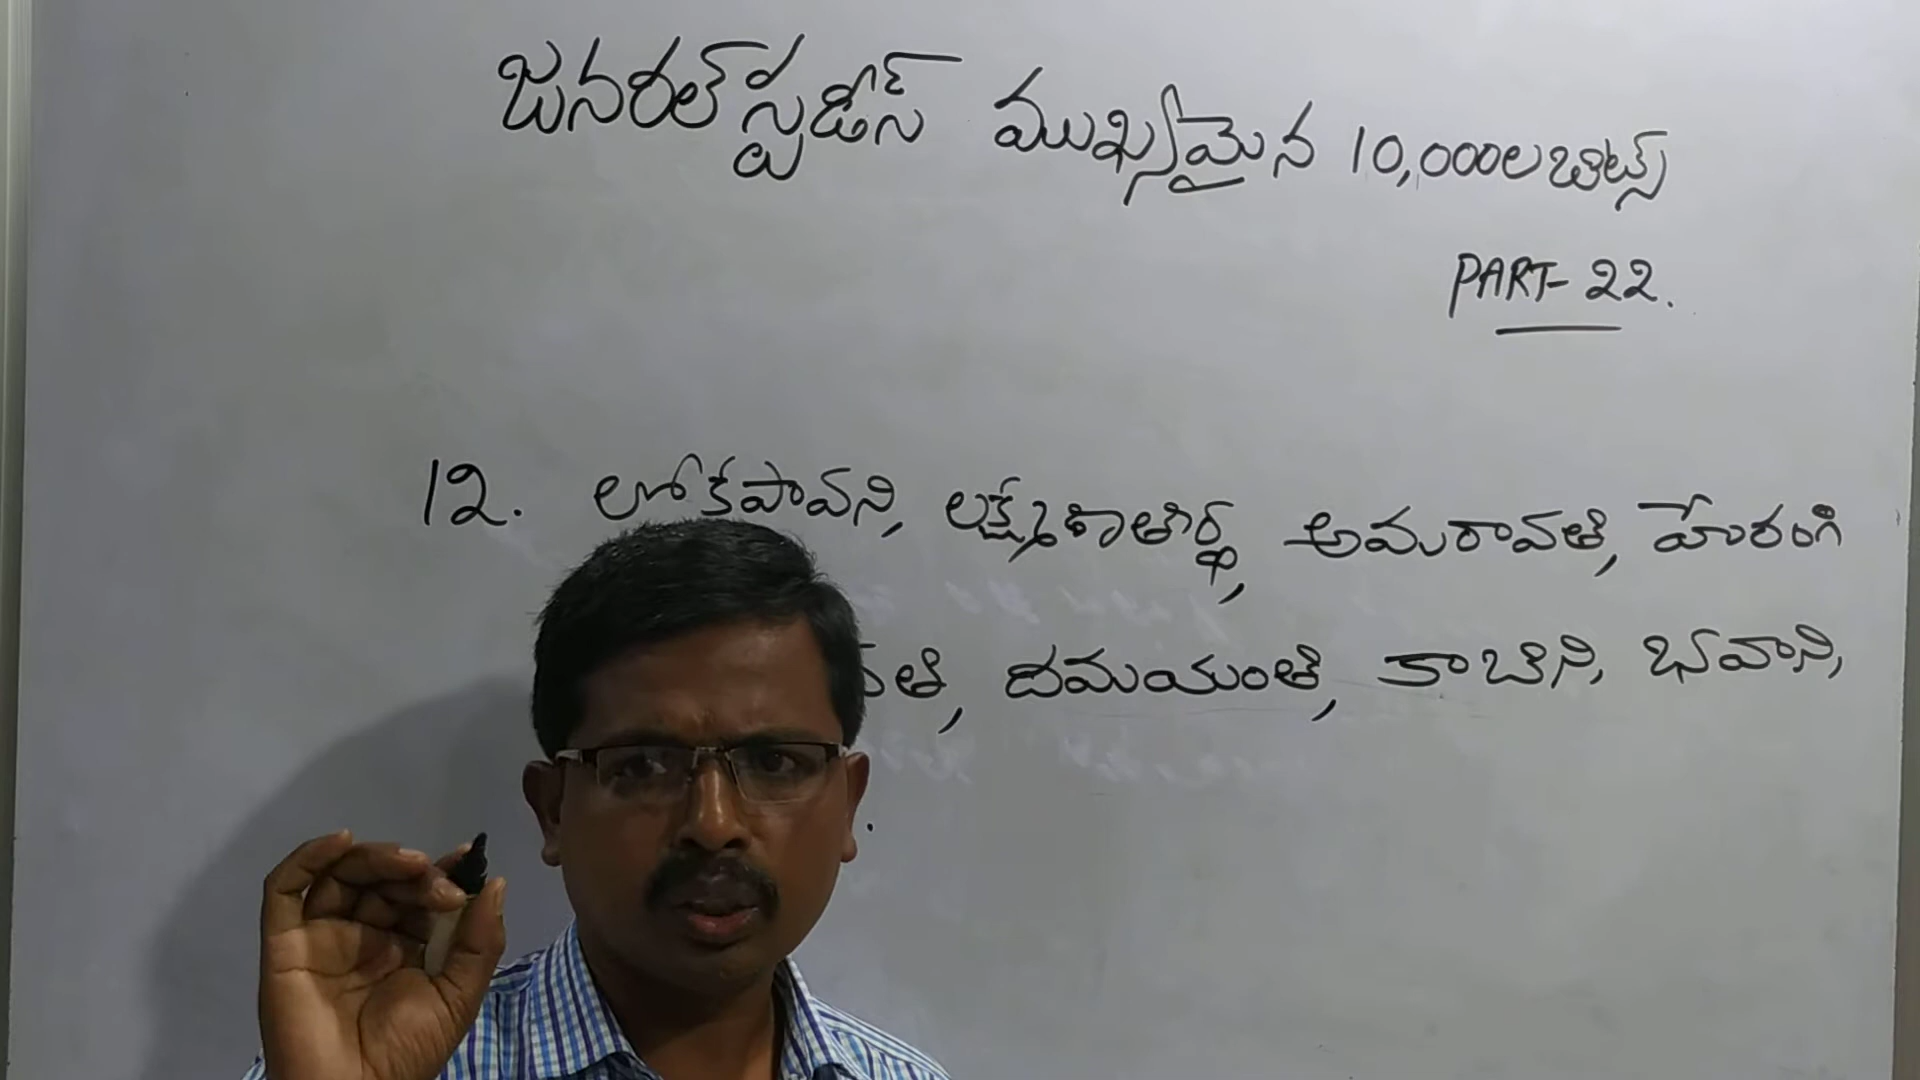 జనరల్ స్టడీస్ ముఖ్యమైన 10,000ల బిట్స్
PART-22.
12. లోకపావని, లక్ష్మణతీర్థ, అమరావతి, హేరంగి
దమయంతి, కాబిని, భవాని,